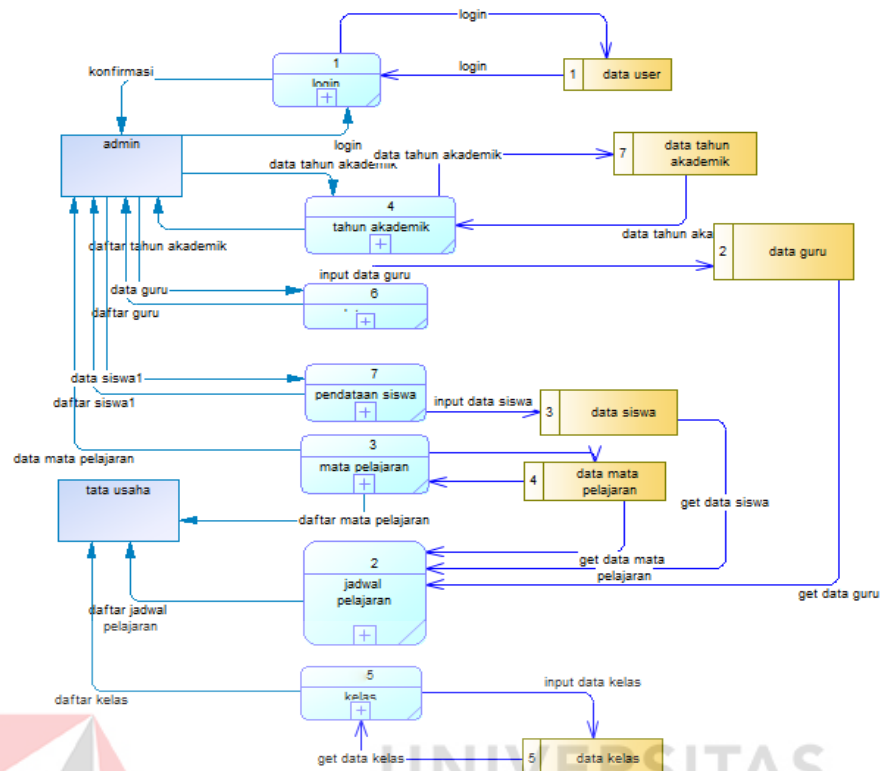 login
1
login
konfirmasi
login
1 data user
admin
login
data tahun akademik
data tahun akademik
7 data tahun
akademik
4
tahun akademik
daftar tahun akademik
data tahun aka
2 data guru
input data guru
6
data guru
daftar guru
7
pendataan siswa
data siswa1
daftar siswa1
input data siswa
3 data siswa
3
mata pelajaran
data mata pelajaran
4 data mata
pelajaran
tata usaha
daftar mata pelajaran
get data siswa
2
jadwal
pelajaran
get data mata
pelajaran
get data guru
daftar jadwal
pelajaran
5
kelas
input data kelas
daftar kelas
get data kelas
5 data kelas
UNIVERSITAS